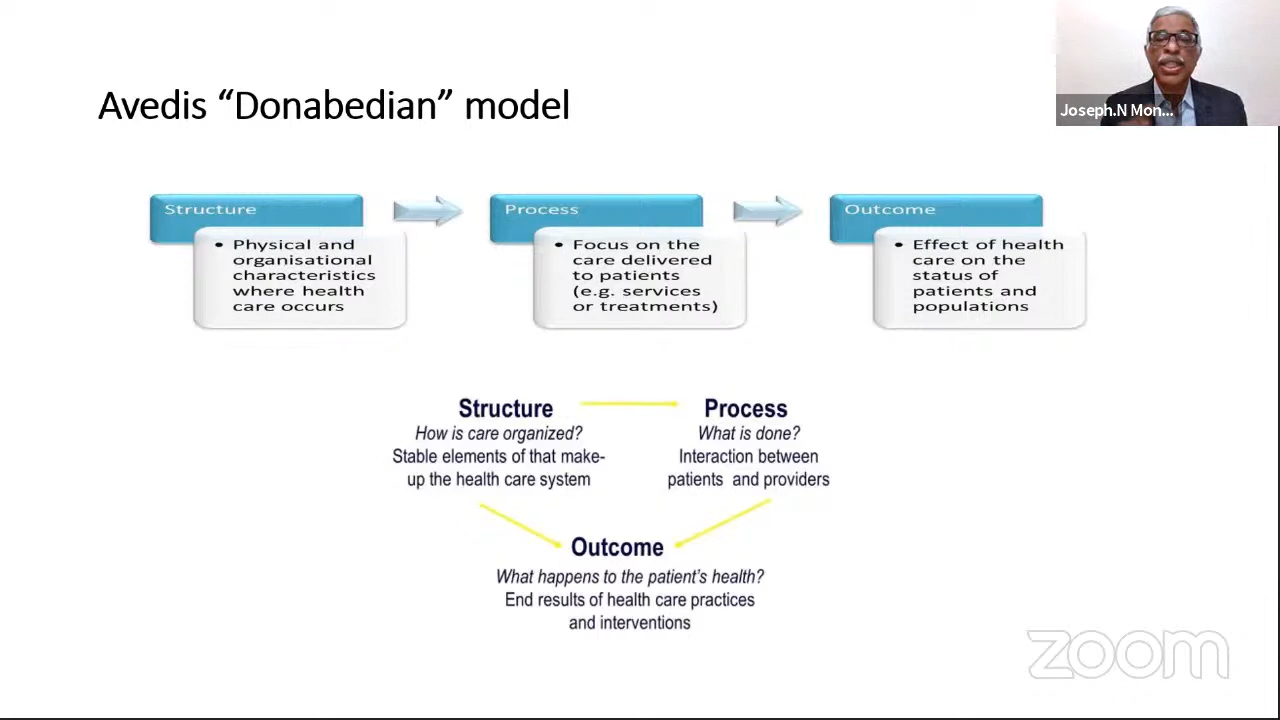 Avedis “Donabedian” model
Joseph.N Mon...
Structure
• Physical and
organisational
characteristics
where health
care occurs
Process
• Focus on the
care delivered
to patients
(e.g. services
or treatments)
Outcome
• Effect of health
care on the
status of
patients and
populations
Structure
How is care organized?
Stable elements of that make-
up the health care system
Process
What is done?
Interaction between
patients and providers
Outcome
What happens to the patient’s health?
End results of health care practices
and interventions
zoom